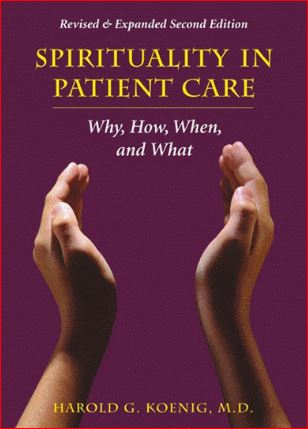 Revised & Expanded Second Edition
SPIRITUALITY IN
PATIENT CARE
Why, How, When,
and What
HAROLD G. KOENIG, M.D.